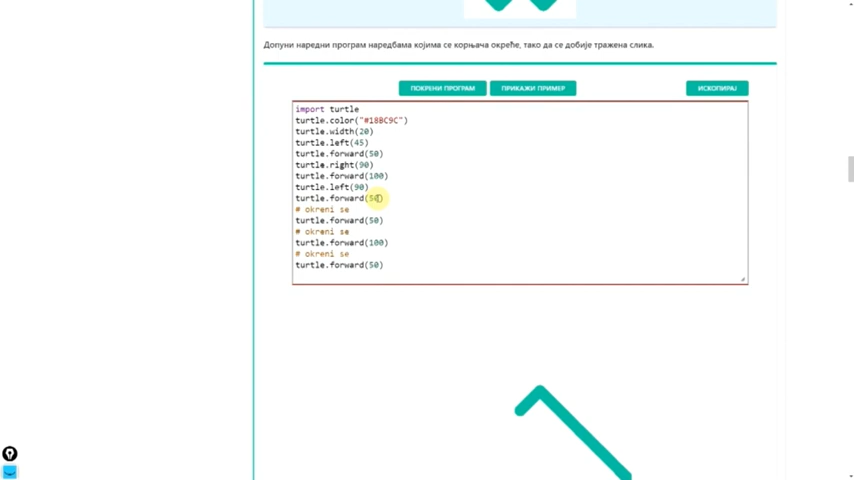 Допуни наредни програм наредбама којима се корњача окреће, тако да се добије тражена слика.
ПОКРЕНИ ПРОГРАМ ПРИКАЖИ ПРИМЕР ИСКОПИРАЈ
import turtle
turtle.color("#18BC9C")
turtle.width(20)
turtle.left(45)
turtle.forward(50)
turtle.right(90)
turtle.forward(100)
turtle.left(90)
turtle.forward(50)
# okreni se
turtle.forward(50)
# okreni se
turtle.forward(100)
# okreni se
turtle.forward(50)